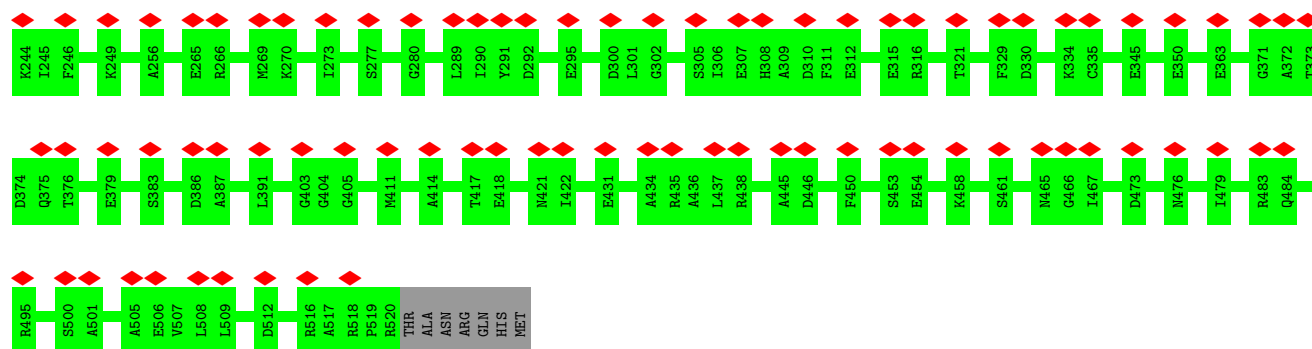 K244 I245 F246 K249 A256 E265 R266 M269 K270 I273 S277 G280 L289 I290 Y291 D292 E295 D300 L301 G302 S305 I306 E307 H308 A309 D310 F311 E312 E315 R316 T321 F329 D330 K334 C335 E345 E350 E363 G371 A372 T373
D374 Q375 T376 E379 S383 D386 A387 L391 G403 G404 G405 M411 A414 T417 E418 N421 I422 E431 A434 R435 A436 L437 R438 A445 D446 F450 S453 E454 K458 S461 N465 G466 I467 D473 N476 I479 R483 Q484
R495 S500 A501 A505 E506 V507 L508 L509 D512 R516 A517 R518 P519 R520 THR ALA ASN ARG GLN HIS MET